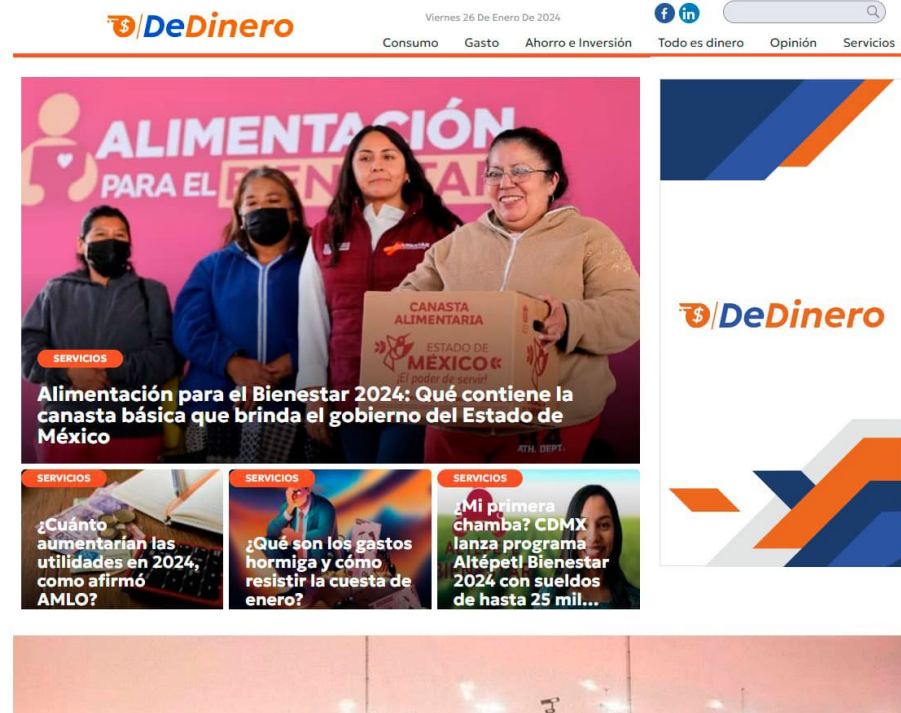 DeDinero
Viernes 26 De Enero De 2024
Consumo Gasto Ahorro e Inversión Todo es dinero Opinión Servicios
ALIMENTACIÓN
PARA EL
CANASTA
ALIMENTARIA
ESTADO DE
MÉXICO
¡El poder de servir!
ATH. DEPT.
SERVICIOS
Alimentación para el Bienestar 2024: Qué contiene la
canasta básica que brinda el gobierno del Estado de
México
DeDinero
SERVICIOS
¿Cuánto
aumentarían las
utilidades en 2024,
como afirmó
AMLO?
SERVICIOS
¿Qué son los gastos
hormiga y cómo
resistir la cuesta de
enero?
SERVICIOS
¿Mi primera
chamba? CDMX
lanza programa
Altépetl Bienestar
2024 con sueldos
de hasta 25 mil...